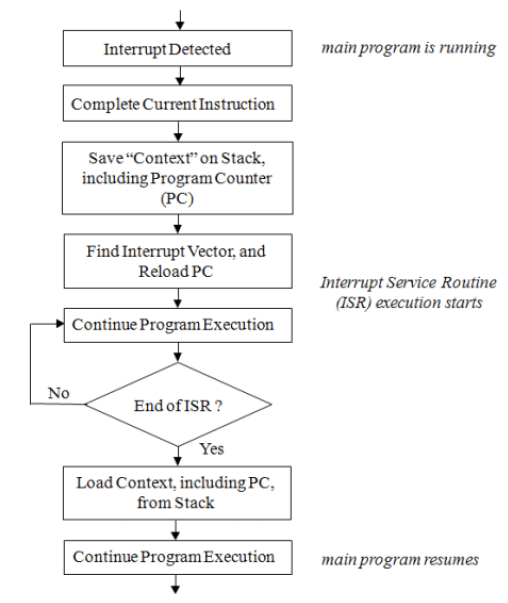 Interrupt Detected
main program is running
Complete Current Instruction
Save “Context” on Stack,
including Program Counter
(PC)
Find Interrupt Vector, and
Reload PC
Interrupt Service Routine
(ISR) execution starts
Continue Program Execution
No
End of ISR ?
Yes
Load Context, including PC,
from Stack
Continue Program Execution
main program resumes